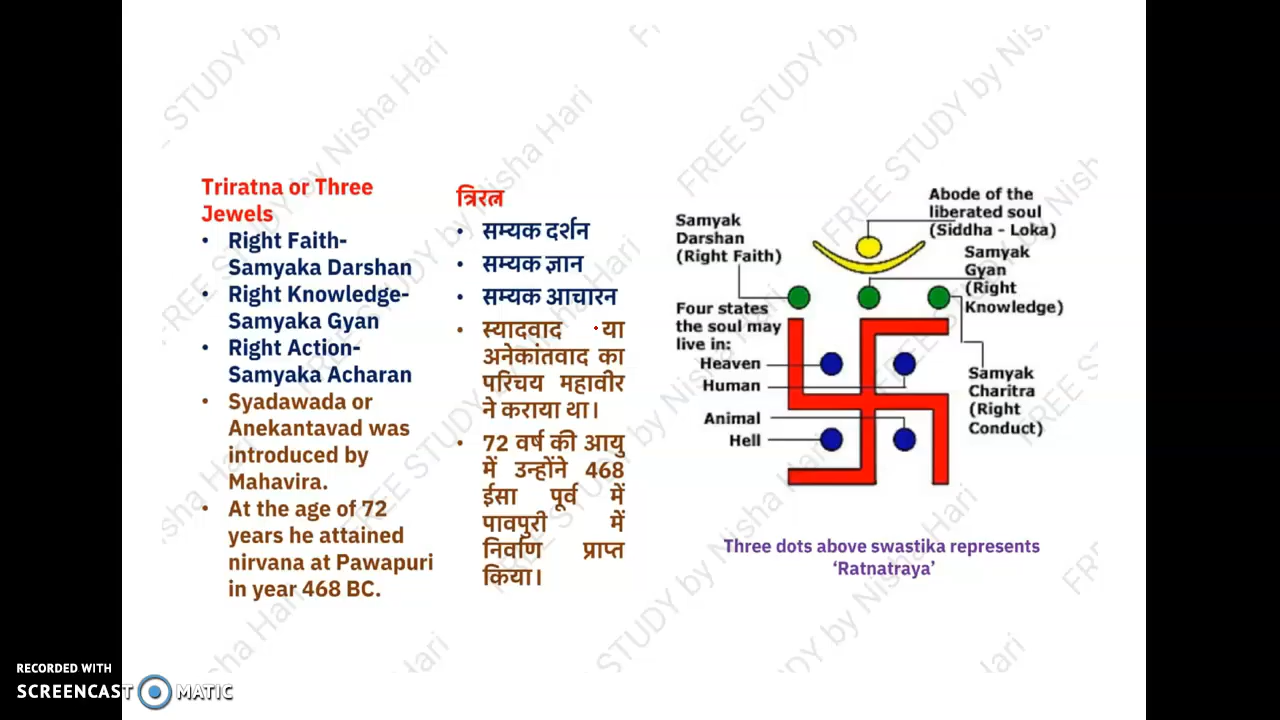 Triratna or Three
Jewels
• Right Faith-
Samyaka Darshan
• Right Knowledge-
Samyaka Gyan
• Right Action-
Samyaka Acharan
• Syadawada or
Anekantavad was
introduced by
Mahavira.
• At the age of 72
years he attained
nirvana at Pawapuri
in year 468 BC.
त्रिरत्न
• सम्यक दर्शन
• सम्यक ज्ञान
• सम्यक आचारन
• स्यादवाद या
अनेकांतवाद का
परिचय महावीर
ने कराया था।
• 72 वर्ष की आयु
में उन्होंने 468
ईसा पूर्व में
पावपुरी में
निर्वाण प्राप्त
किया।
Samyak
Darshan
(Right Faith)
Abode of the
liberated soul
(Siddha - Loka)
Samyak
Gyan
(Right
Knowledge)
Four states
the soul may
live in:
Heaven
Human
Animal
Hell
Samyak
Charitra
(Right
Conduct)
Three dots above swastika represents
‘Ratnatraya’
FREE STUDY by Nisha Hari
RECORDED WITH
SCREENCAST MATIC